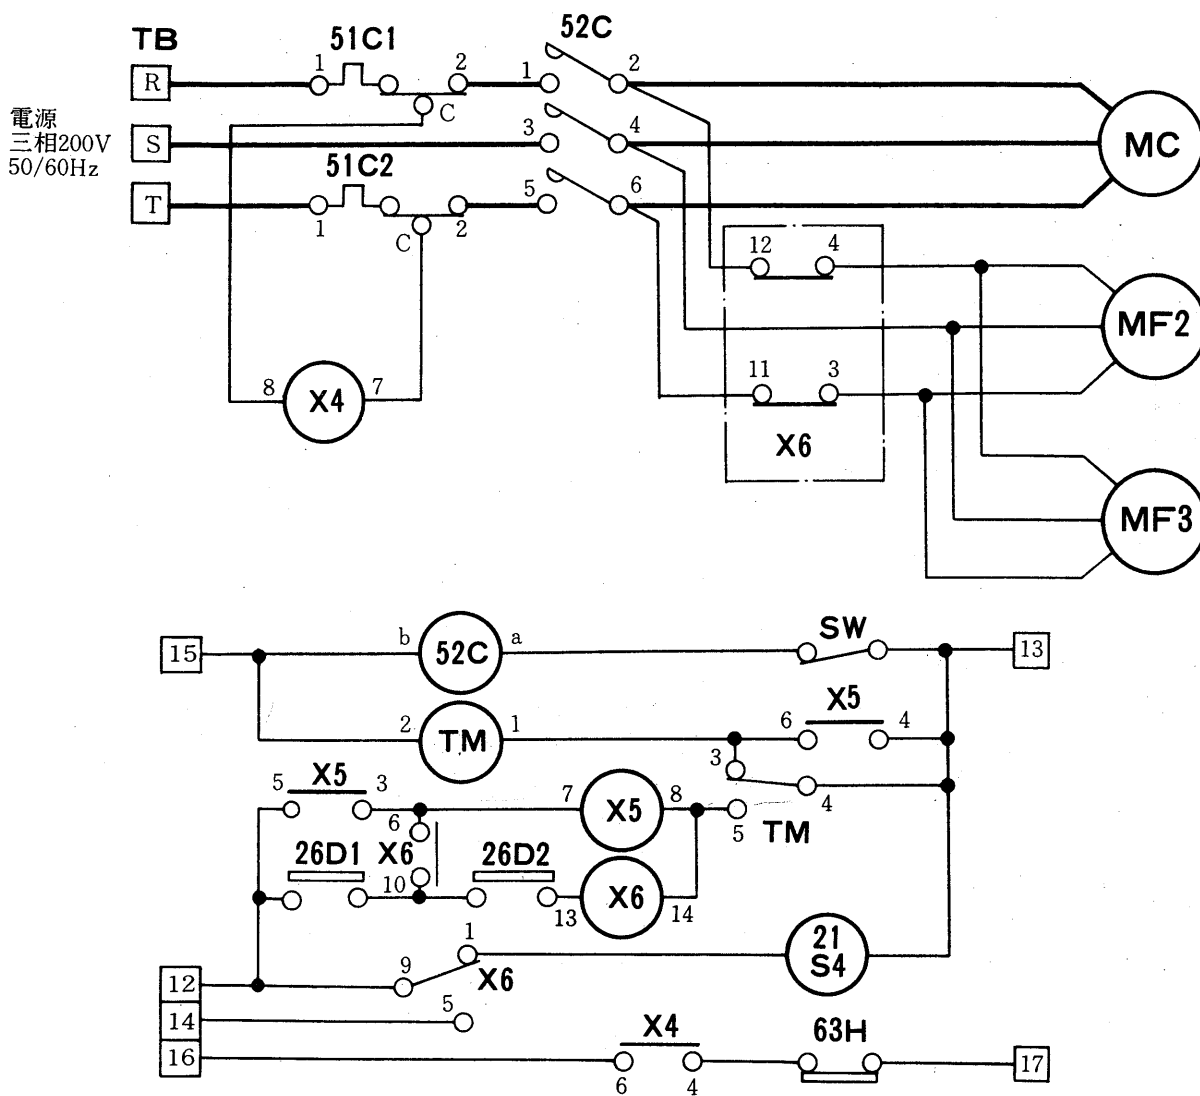 TB
51C1
52C
R
1
2
1
2
C
電源
三相200V
50/60Hz
S
3
4
MC
51C2
T
1
C
2
5
6
12
4
MF2
8
X4
7
11
3
X6
MF3
15
b
52C
a
SW
13
2
TM
1
X5
6
4
3
4
5
X5
3
7
X5
8
5
TM
6
26D1
X6
26D2
10
13
X6
14
1
21
S4
12
9
X6
14
5
16
X4
63H
6
4
17